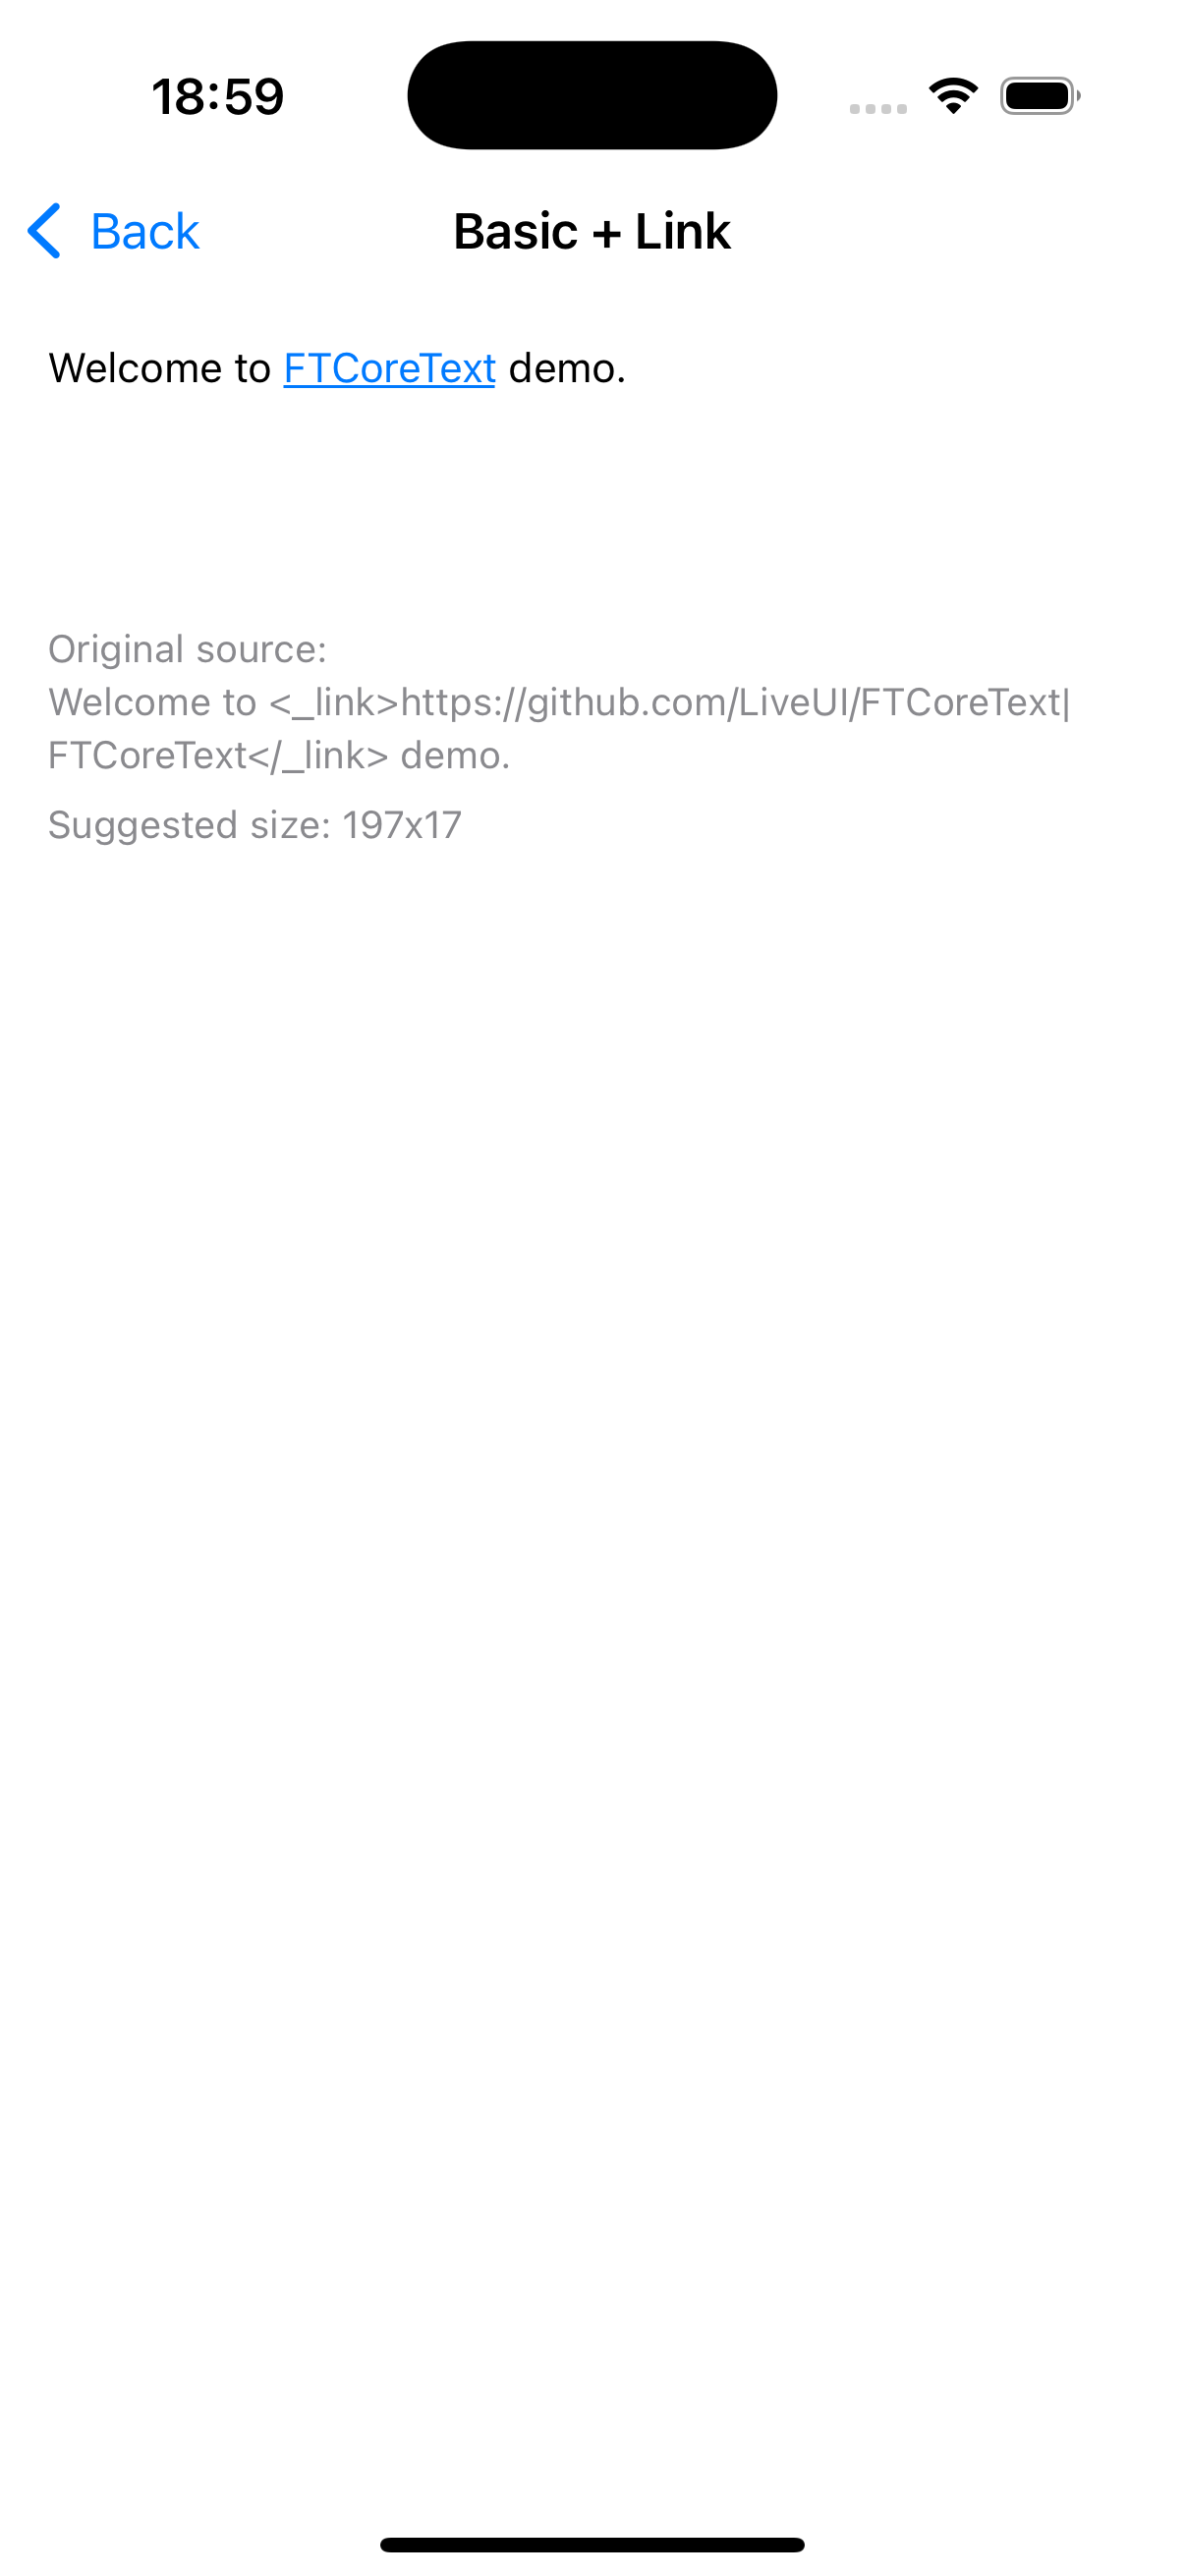 18:59
Back
Basic + Link
Welcome to FTCoreText demo.
Original source:
Welcome to <_link>https://github.com/LiveUI/FTCoreText|
FTCoreText</_link> demo.
Suggested size: 197x17